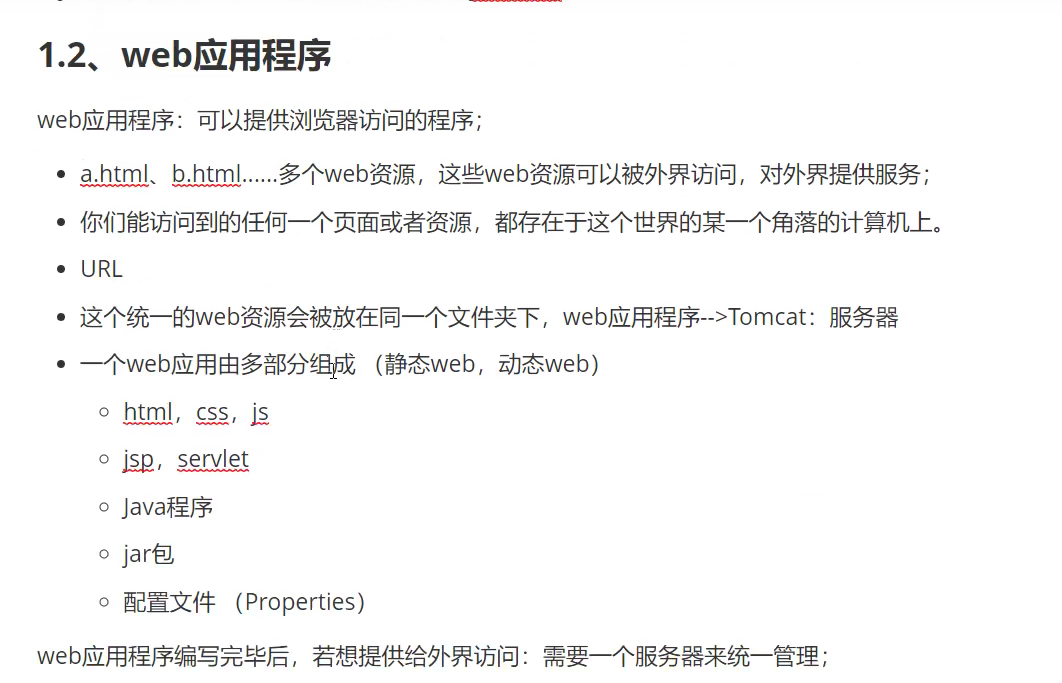 1.2、web应用程序
web应用程序：可以提供浏览器访问的程序；
a.html、b.html......多个web资源，这些web资源可以被外界访问，对外界提供服务；
你们能访问到的任何一个页面或者资源，都存在于这个世界的某一个角落的计算机上。
URL
这个统一的web资源会被放在同一个文件夹下，web应用程序-->Tomcat：服务器
一个web应用由多部分组成 （静态web，动态web）
html，css，js
jsp，servlet
Java程序
jar包
配置文件 （Properties）
web应用程序编写完毕后，若想提供给外界访问：需要一个服务器来统一管理；